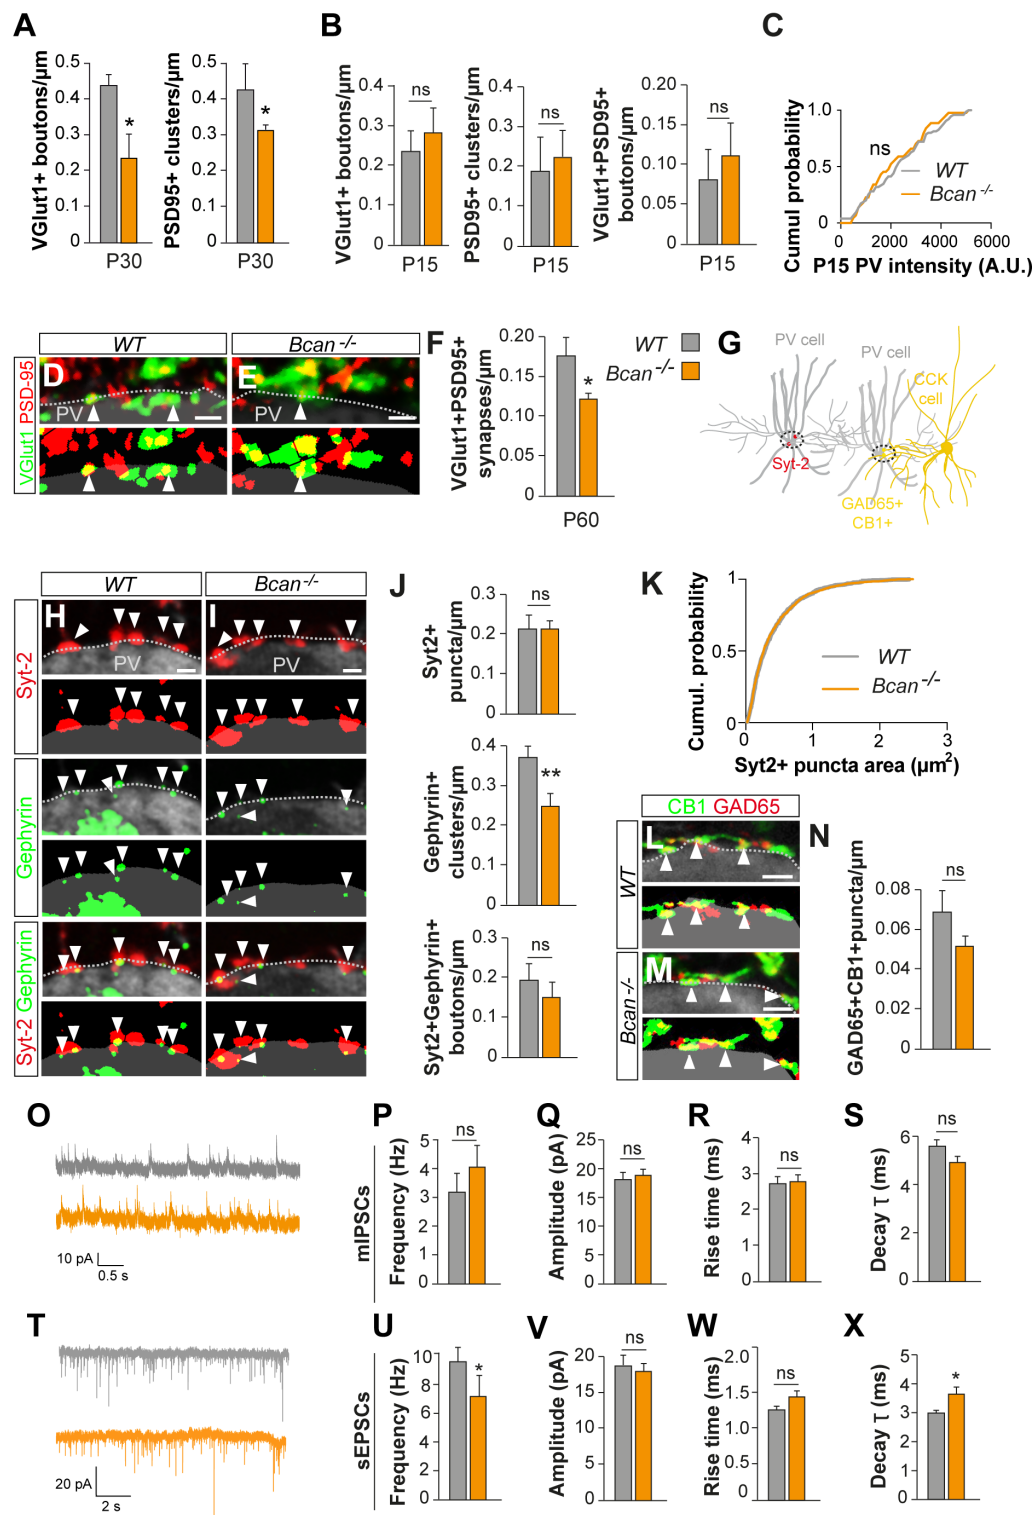 A
VGlut1+ boutons/µm
0.5
0.4
0.3
0.2
0.1
0
*
P30
PSD95+ clusters/µm
0.5
0.4
0.3
0.2
0.1
0
*
P30
B
VGlut1+ boutons/µm
0.4
0.3
0.2
0.1
0
ns
P15
PSD95+ clusters/µm
0.4
0.3
0.2
0.1
0
ns
P15
VGlut1+PSD95+
boutons/µm
0.20
0.15
0.10
0.05
0
ns
P15
C
Cumul probability
1.0
0.5
0
ns
WT
Bcan-/-
0
2000
4000
6000
P15 PV intensity (A.U.)
WT
Bcan-/-
VGlut1 PSD-95
D
PV
E
F
VGlut1+PSD95+
synapses/µm
0.20
0.15
0.10
0.05
0
*
P60
WT
Bcan-/-
G
PV cell
PV cell
CCK
cell
Syt-2
GAD65+
CB1+
WT
Bcan-/-
Syt-2
Gephyrin
Syt-2 Gephyrin
H
PV
I
PV
J
Syt2+
puncta/µm
0.3
0.2
0.1
0
ns
Gephyrin+
clusters/µm
0.4
0.3
0.2
0.1
0
**
Syt2+Gephyrin+
boutons/µm
0.3
0.2
0.1
0
ns
K
Cumul. probability
1
0.5
0
WT
Bcan-/-
0
1
2
3
Syt2+ puncta area (µm2)
CB1 GAD65
WT
L
Bcan-/-
M
N
GAD65+CB1+puncta/µm
0.08
0.06
0.04
0.02
0
ns
O
10 pA
0.5 s
mIPSCs
P
Frequency (Hz)
5
4
3
2
1
0
ns
Q
Amplitude (pA)
25
20
15
10
5
0
ns
R
Rise time (ms)
4
3
2
1
0
ns
S
Decay τ (ms)
6
4
2
0
ns
T
20 pA
2 s
sEPSCs
U
Frequency (Hz)
10
8
6
4
2
0
*
V
Amplitude (pA)
20
15
10
5
0
ns
W
Rise time (ms)
2.0
1.5
1.0
0.5
0
ns
X
Decay τ (ms)
5
4
3
2
1
0
*